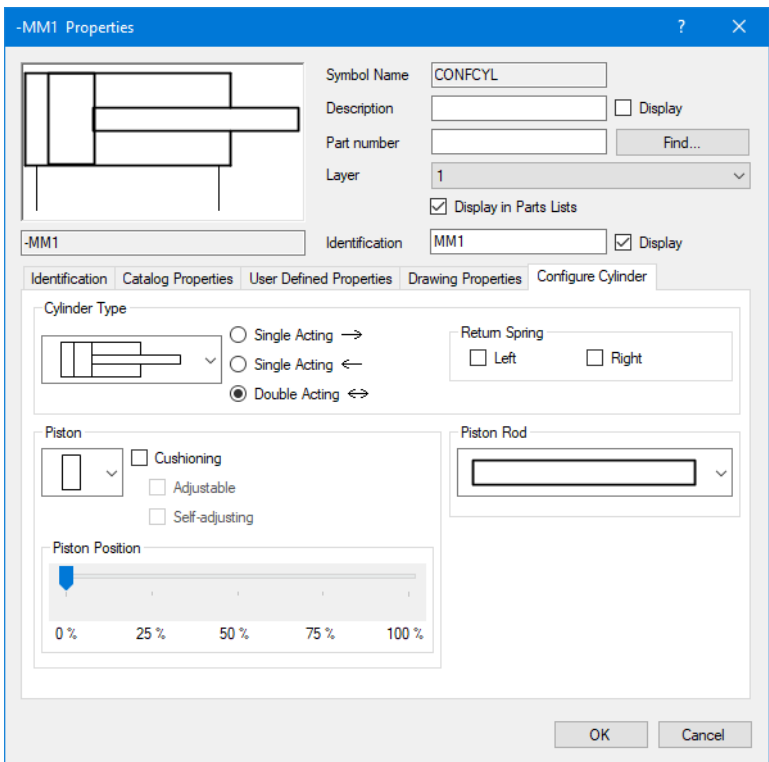 -MM1 Properties ?
Symbol Name CONFCYL
Description Display
Part number Find...
Layer 1
Display in Parts Lists
-MM1 Identification MM1 Display
Identification Catalog Properties User Defined Properties Drawing Properties Configure Cylinder
Cylinder Type
Single Acting
Single Acting
Double Acting
Return Spring
Left Right
Piston
Cushioning
Adjustable
Self-adjusting
Piston Rod
Piston Position
0 % 25 % 50 % 75 % 100 %
OK Cancel